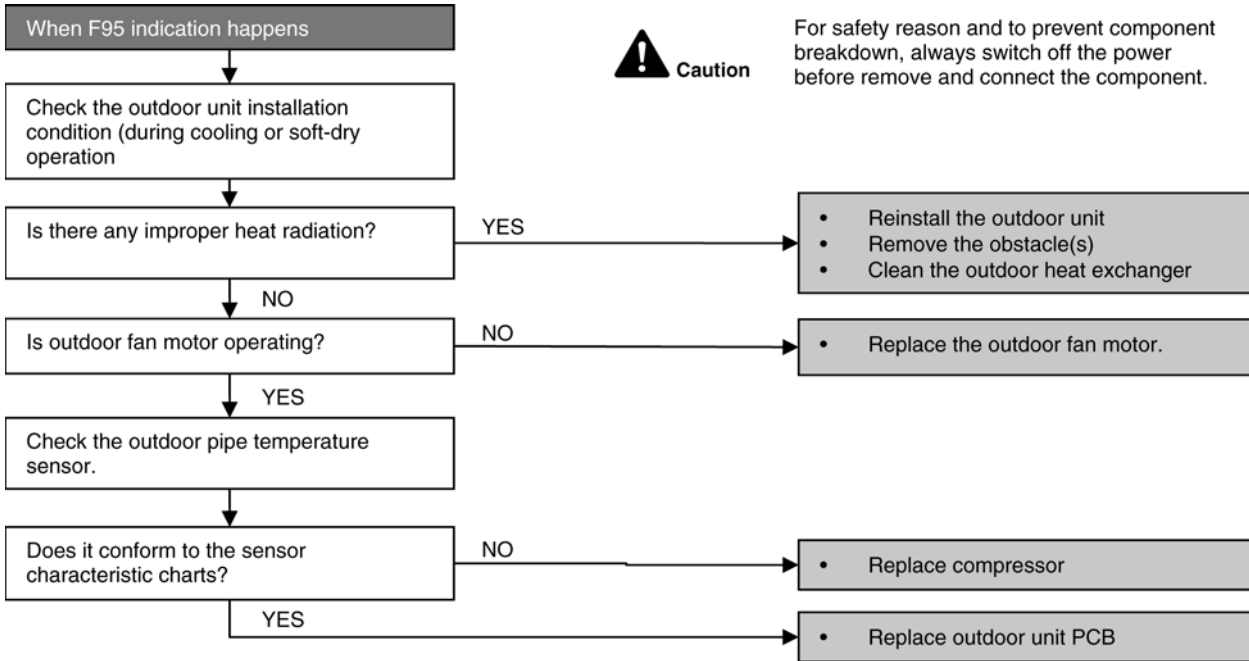 When F95 indication happens
For safety reason and to prevent component
breakdown, always switch off the power
before remove and connect the component.
Caution
Check the outdoor unit installation
condition (during cooling or soft-dry
operation
Is there any improper heat radiation?
YES
• Reinstall the outdoor unit
• Remove the obstacle(s)
• Clean the outdoor heat exchanger
NO
Is outdoor fan motor operating?
NO
• Replace the outdoor fan motor.
YES
Check the outdoor pipe temperature
sensor.
Does it conform to the sensor
characteristic charts?
NO
• Replace compressor
YES
• Replace outdoor unit PCB